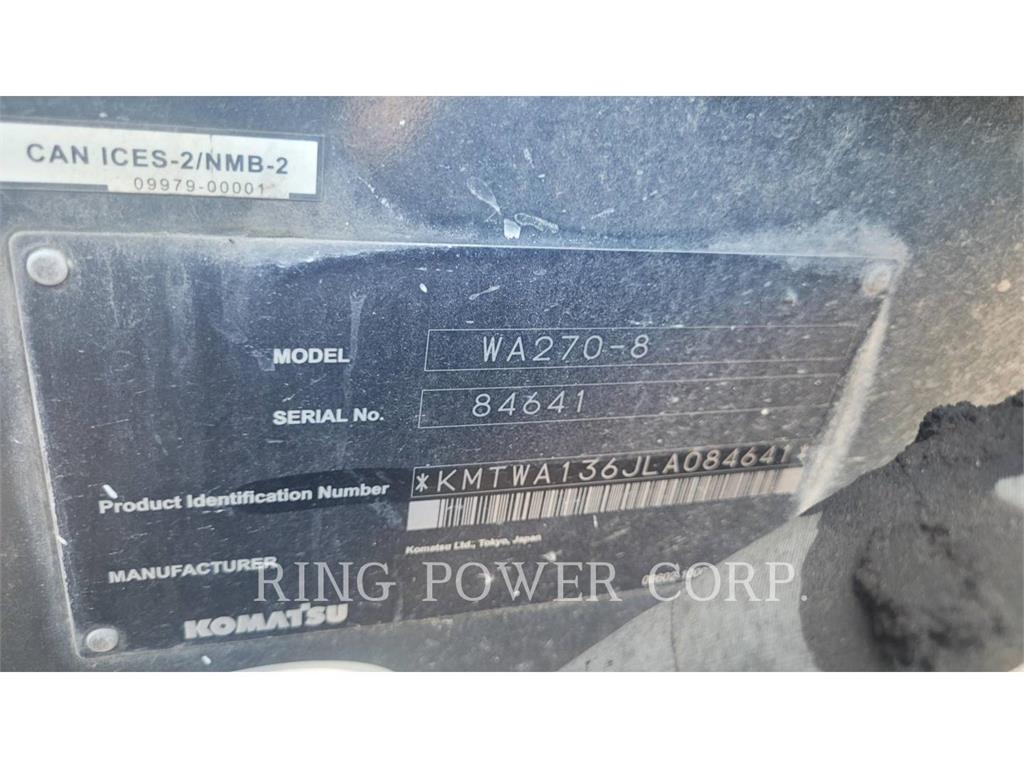 CAN ICES-2/NMB-2
09979-00001
MODEL WA270-8
SERIAL No. 84641
Product Identification Number *KMTWA136JLA084641*
MANUFACTURER Komatsu Ltd., Tokyo, Japan
KOMATSU
RING POWER CORP.